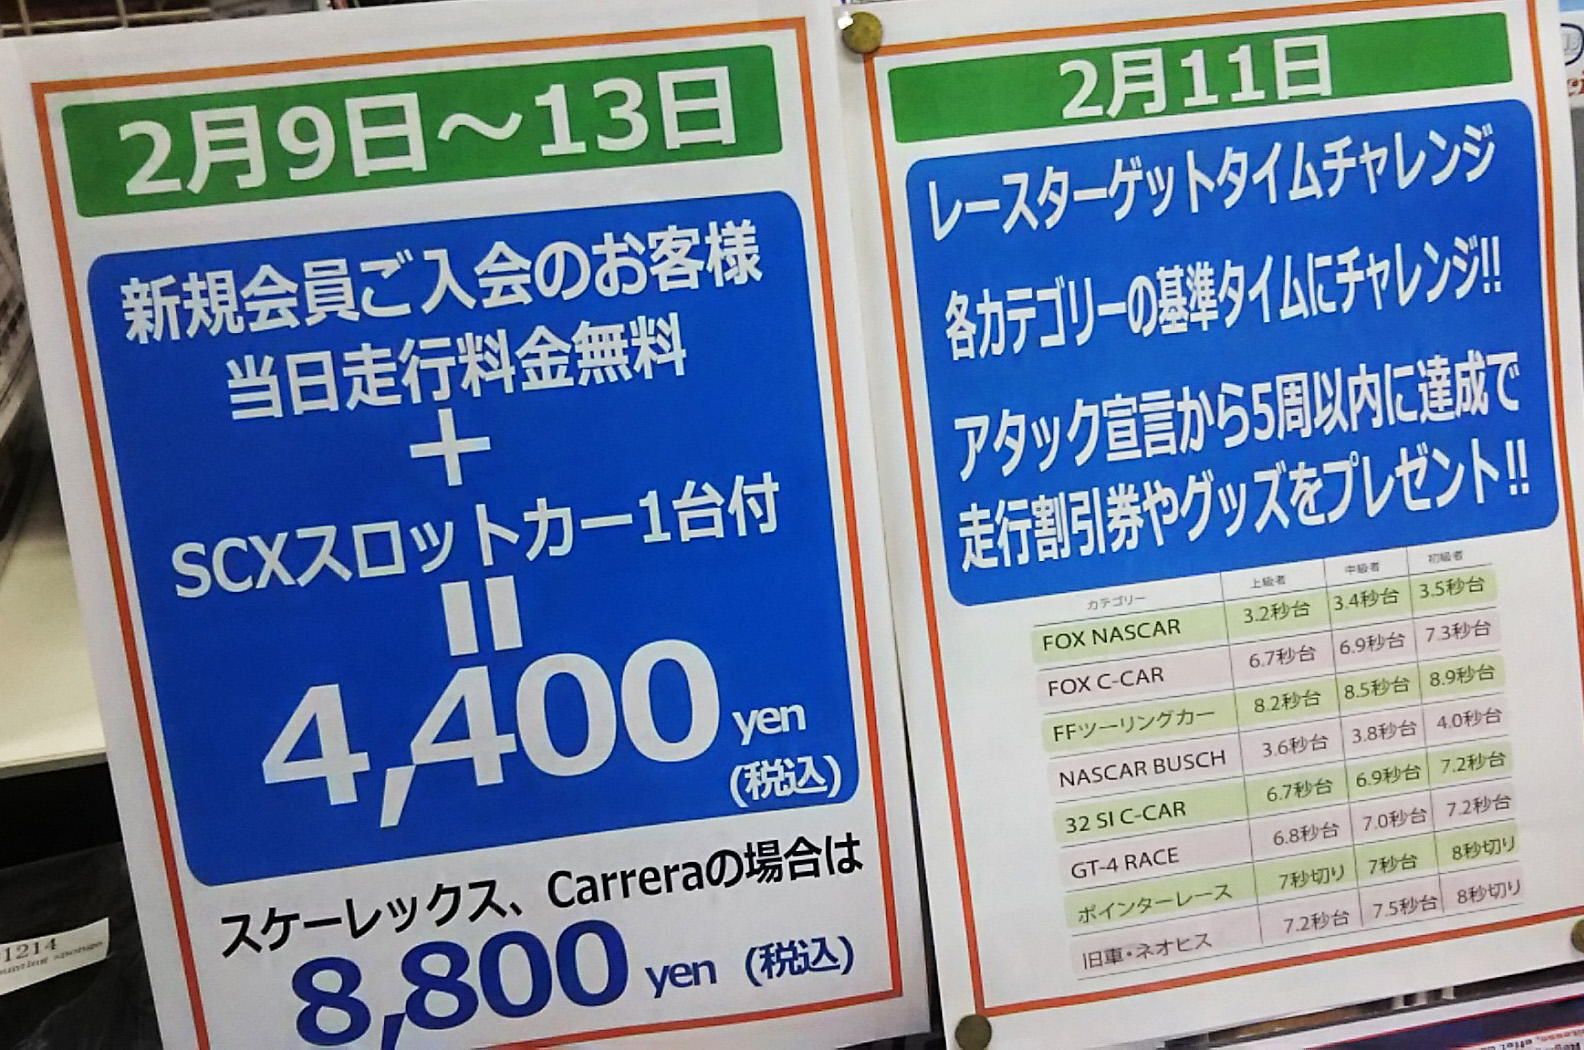 2月9日～13日
新規会員ご入会のお客様
当日走行料金無料
＋
SCXスロットカー1台付
＝
4,400 yen
(税込)
スケーレックス、Carreraの場合は
8,800 yen (税込)
2月11日
レースターゲットタイムチャレンジ
各カテゴリーの基準タイムにチャレンジ!!
アタック宣言から5周以内に達成で
走行割引券やグッズをプレゼント!!
カテゴリー 上級者 中級者 初級者
FOX NASCAR 3.2秒台 3.4秒台 3.5秒台
FOX C-CAR 6.7秒台 6.9秒台 7.3秒台
FFツーリングカー 8.2秒台 8.5秒台 8.9秒台
NASCAR BUSCH 3.6秒台 3.8秒台 4.0秒台
32 SI C-CAR 6.7秒台 6.9秒台 7.2秒台
GT-4 RACE 6.8秒台 7.0秒台 7.2秒台
ポインターレース 7秒切り 7秒台 8秒切り
旧車・ネオヒス 7.2秒台 7.5秒台 8秒切り
1214